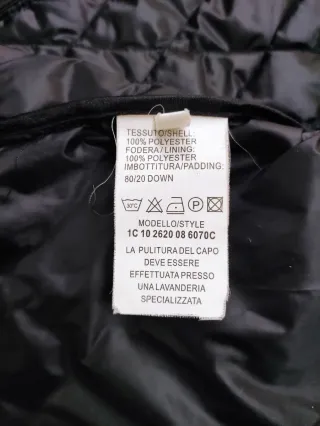 TESSUTO/SHELL:
100% POLYESTER
FODERA/LINING:
100% POLYESTER
IMBOTTITURA/PADDING:
80/20 DOWN
30°C P
MODELLO/STYLE
1C 10 2620 08 6070C
LA PULITURA DEL CAPO
DEVE ESSERE
EFFETTUATA PRESSO
UNA LAVANDERIA
SPECIALIZZATA